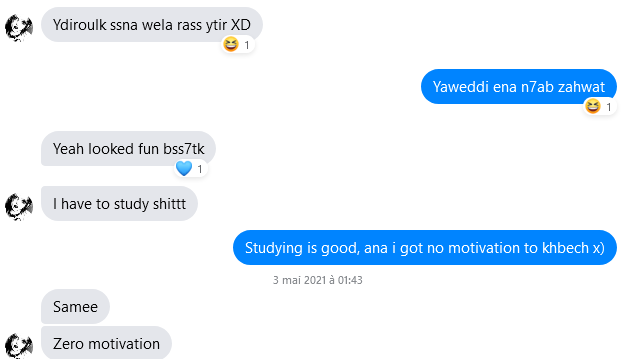 Ydiroulk ssna wela rass ytir XD
1
Yaweddi ena n7ab zahwat
1
Yeah looked fun bss7tk
1
I have to study shittt
Studying is good, ana i got no motivation to khbech x)
3 mai 2021 à 01:43
Samee
Zero motivation